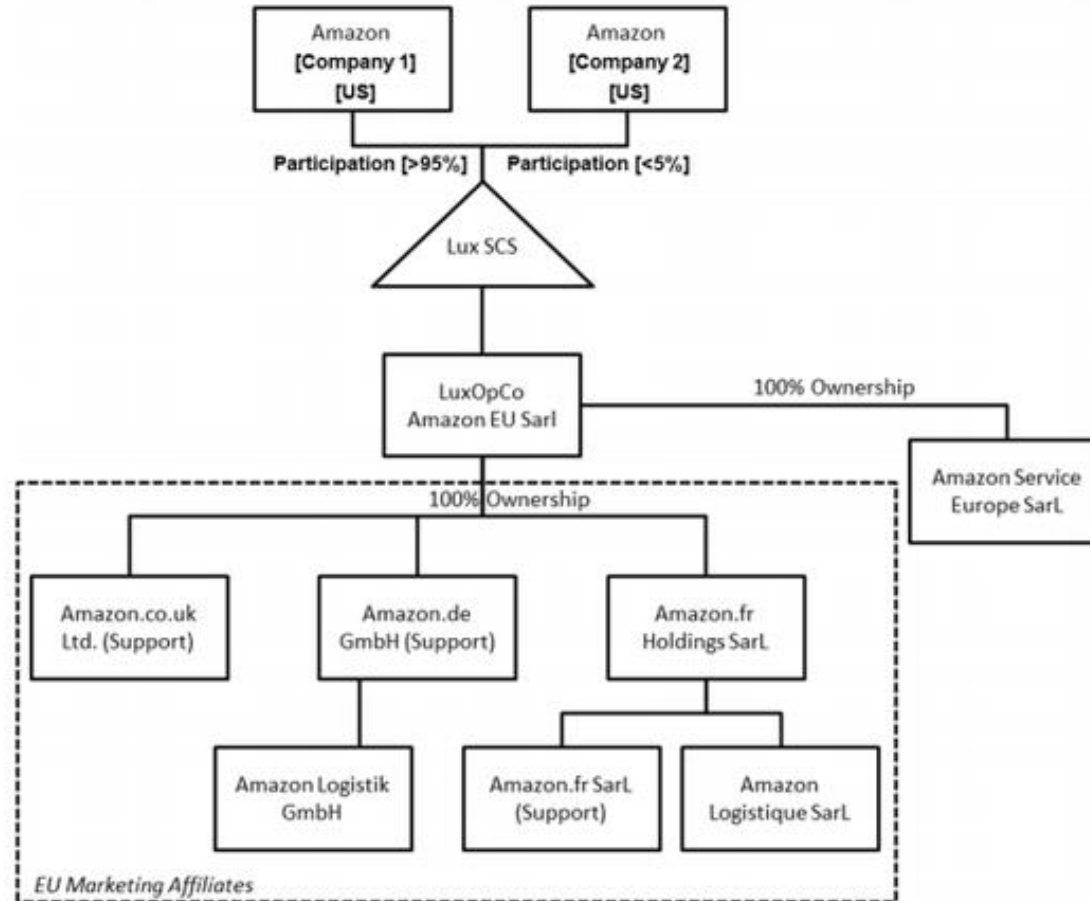 Amazon
[Company 1]
[US]
Amazon
[Company 2]
[US]
Participation [>95%]
Participation [<5%]
Lux SCS
LuxOpCo
Amazon EU Sarl
100% Ownership
Amazon Service
Europe SarL
100% Ownership
Amazon.co.uk
Ltd. (Support)
Amazon.de
GmbH (Support)
Amazon.fr
Holdings SarL
Amazon Logistik
GmbH
Amazon.fr SarL
(Support)
Amazon
Logistique SarL
EU Marketing Affiliates